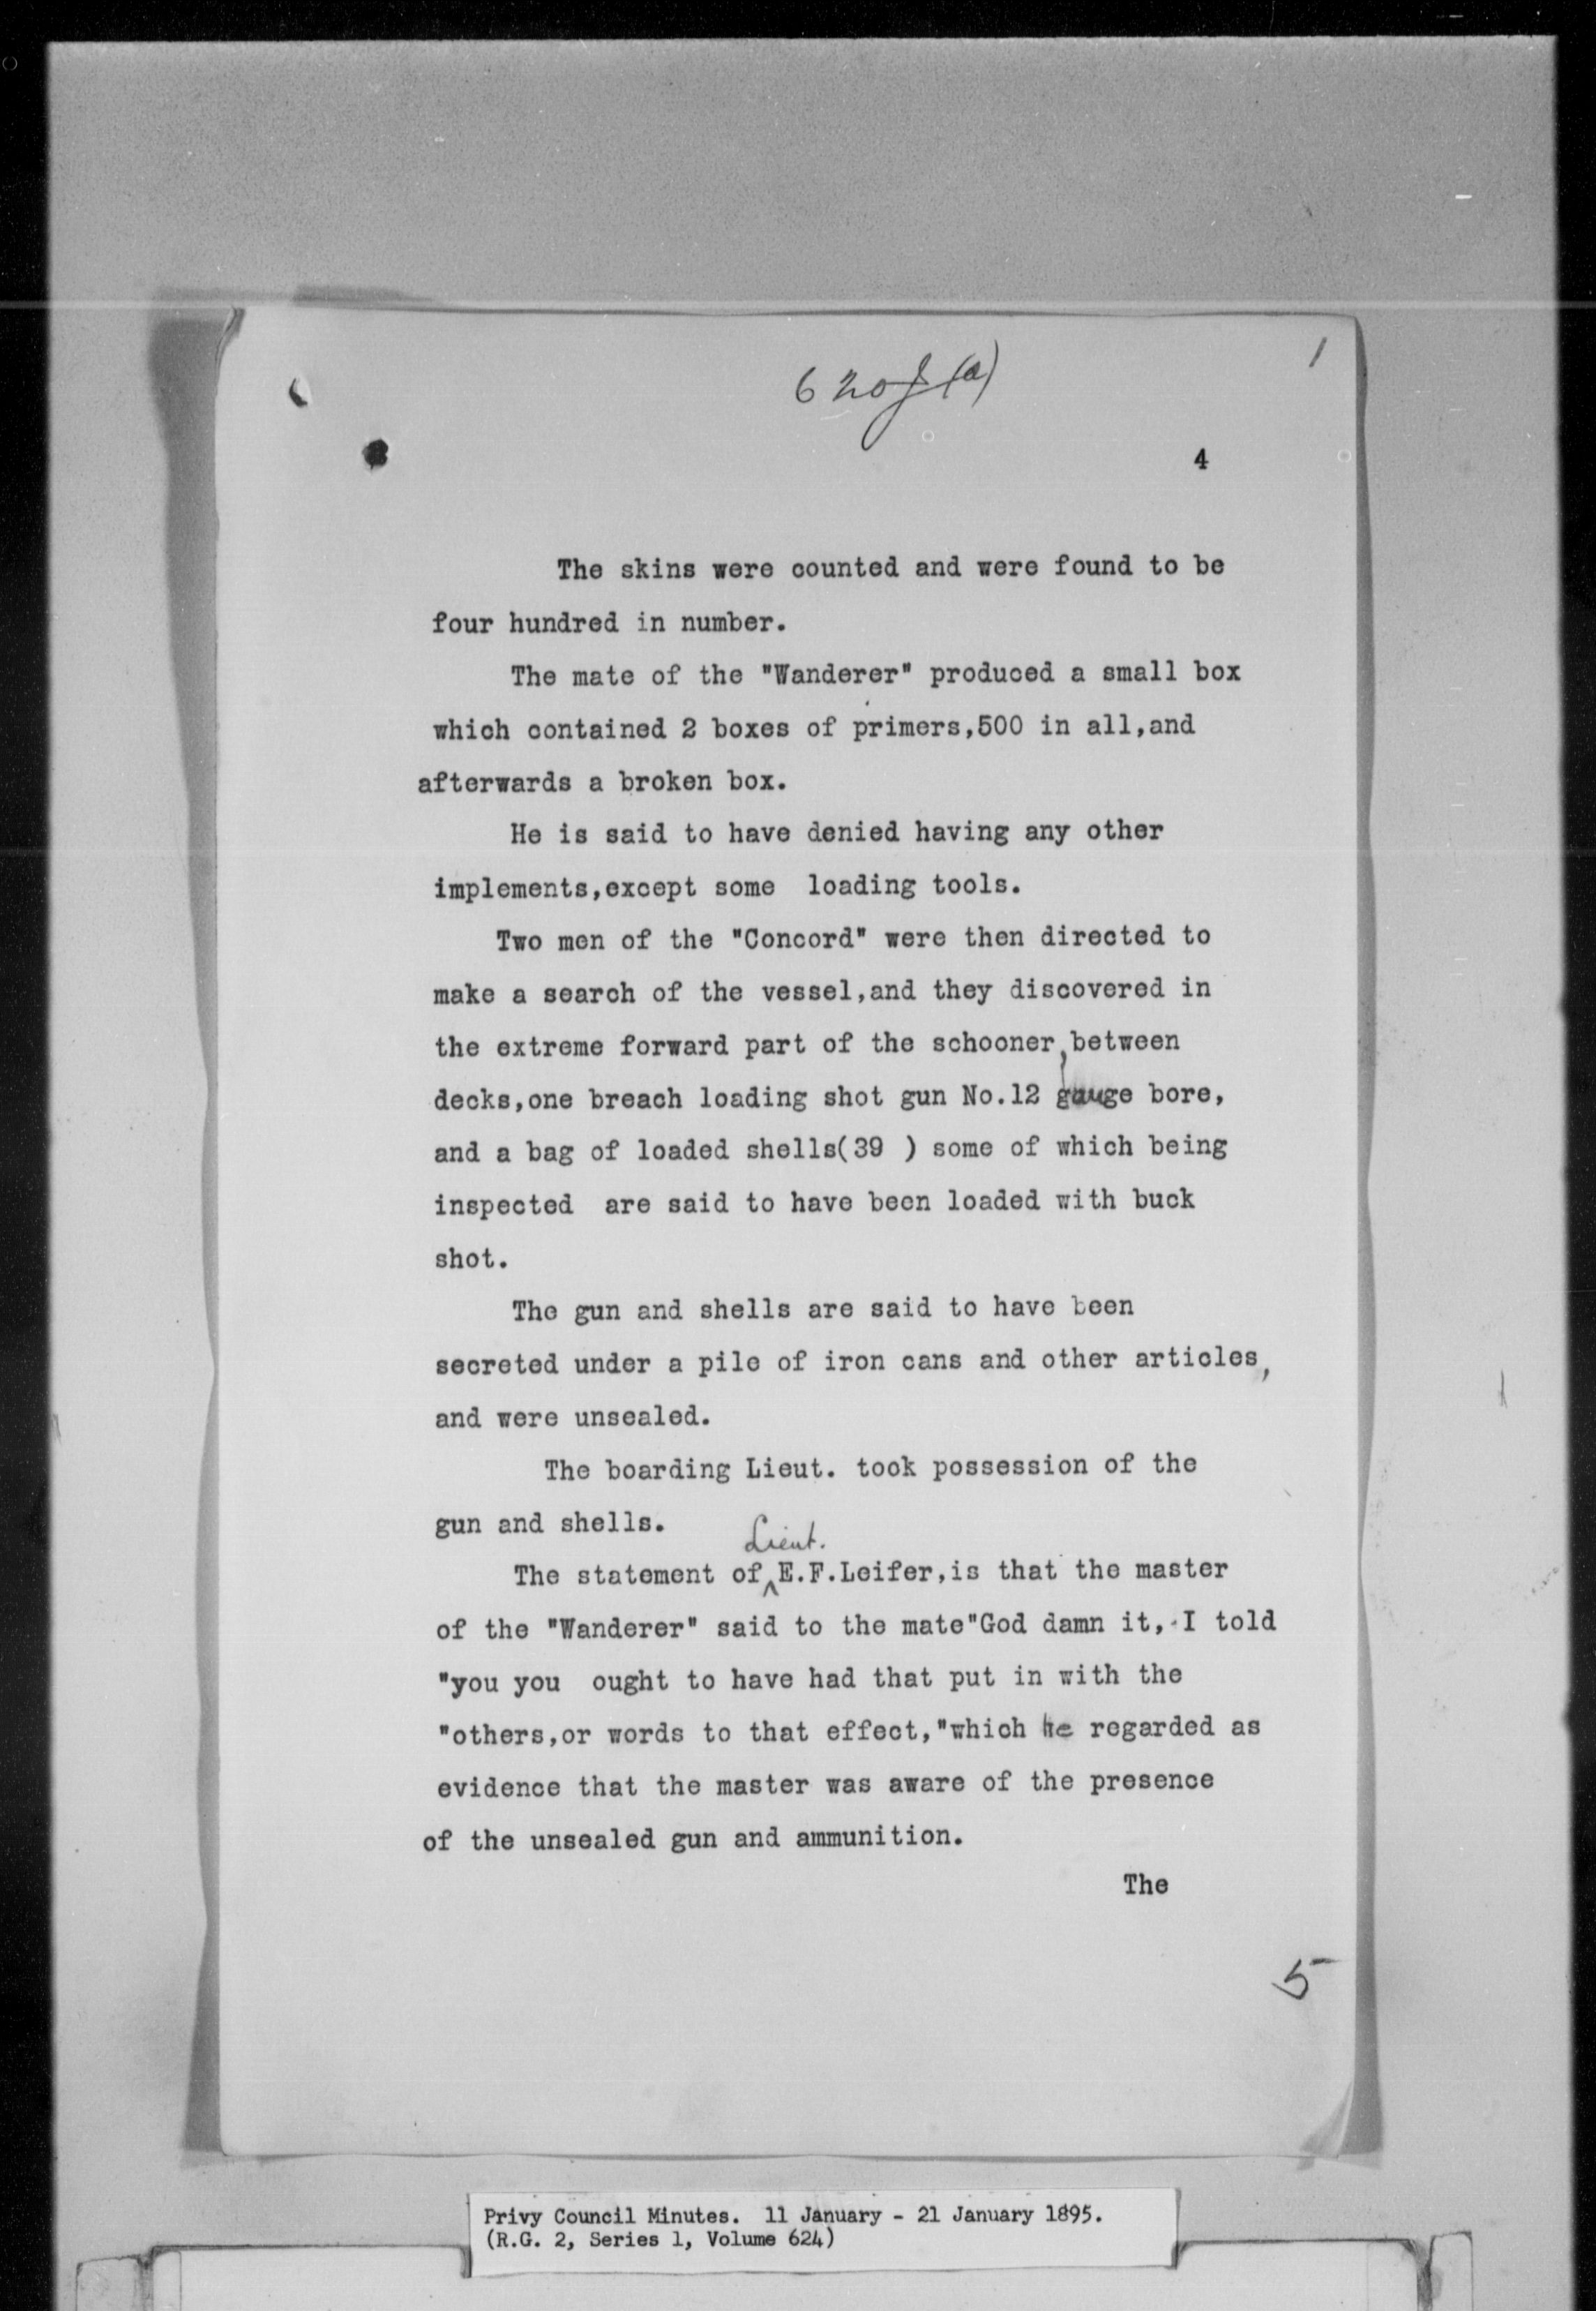 620 f (a)
1
4
The skins were counted and were found to be
four hundred in number.
The mate of the "Wanderer" produced a small box
which contained 2 boxes of primers,500 in all,and
afterwards a broken box.
He is said to have denied having any other
implements,except some loading tools.
Two men of the "Concord" were then directed to
make a search of the vessel,and they discovered in
the extreme forward part of the schooner,between
decks,one breach loading shot gun No.12 gauge bore,
and a bag of loaded shells(39 ) some of which being
inspected are said to have been loaded with buck
shot.
The gun and shells are said to have been
secreted under a pile of iron cans and other articles,
and were unsealed.
The boarding Lieut. took possession of the
gun and shells.
Lieut.
The statement of^E.F.Leifer,is that the master
of the "Wanderer" said to the mate"God damn it,-I told
"you you ought to have had that put in with the
"others,or words to that effect,"which he regarded as
evidence that the master was aware of the presence
of the unsealed gun and ammunition.
The
5
Privy Council Minutes. 11 January - 21 January 1895.
(R.G. 2, Series 1, Volume 624)